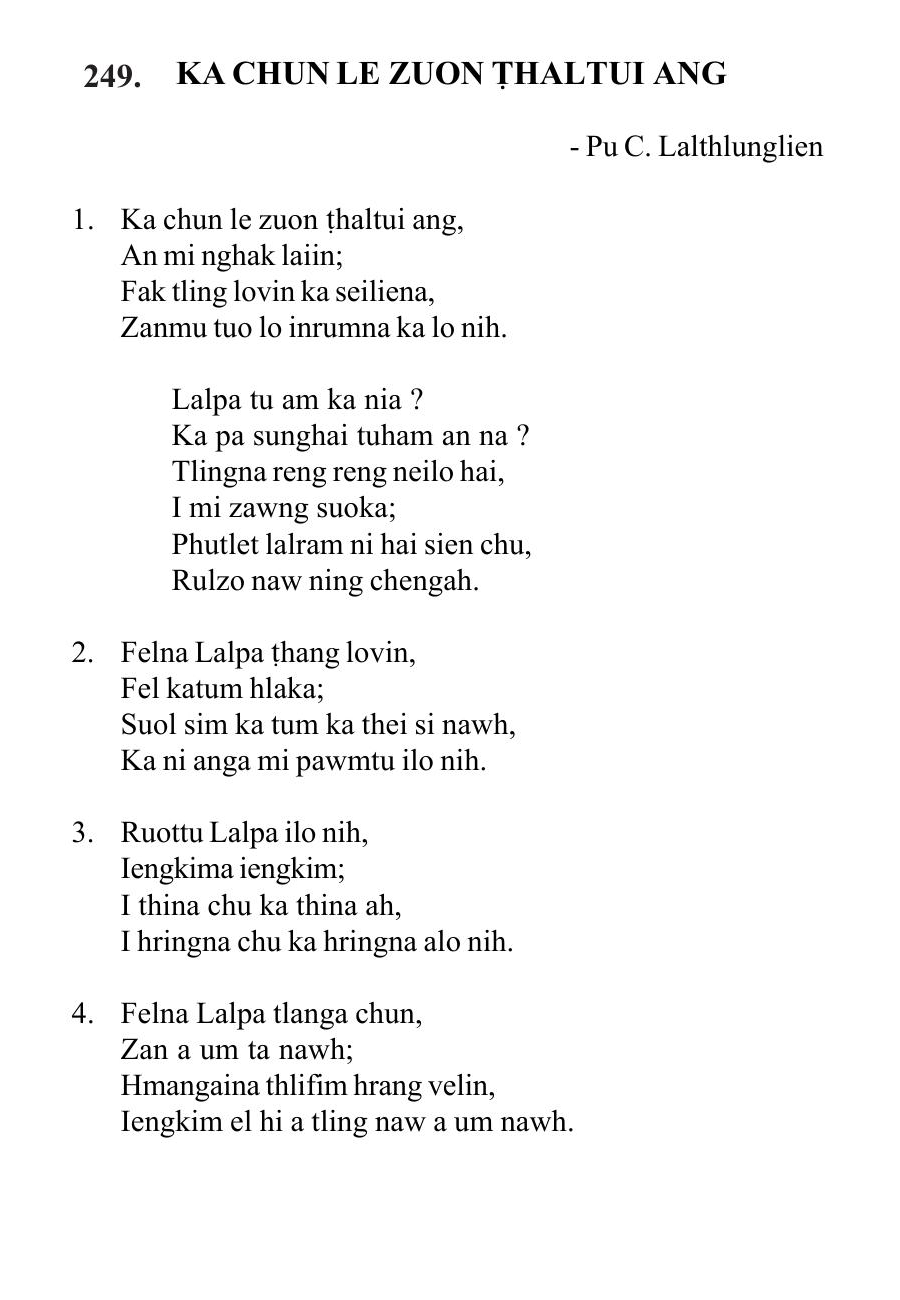 249. KA CHUN LE ZUON ṬHALTUI ANG
- Pu C. Lalthlunglien
1. Ka chun le zuon ṭhaltui ang,
An mi nghak laiin;
Fak tling lovin ka seiliena,
Zanmu tuo lo inrumna ka lo nih.
Lalpa tu am ka nia ?
Ka pa sunghai tuham an na ?
Tlingna reng reng neilo hai,
I mi zawng suoka;
Phutlet lalram ni hai sien chu,
Rulzo naw ning chengah.
2. Felna Lalpa ṭhang lovin,
Fel katum hlaka;
Suol sim ka tum ka thei si nawh,
Ka ni anga mi pawmtu ilo nih.
3. Ruottu Lalpa ilo nih,
Iengkima iengkim;
I thina chu ka thina ah,
I hringna chu ka hringna alo nih.
4. Felna Lalpa tlanga chun,
Zan a um ta nawh;
Hmangaina thlifim hrang velin,
Iengkim el hi a tling naw a um nawh.